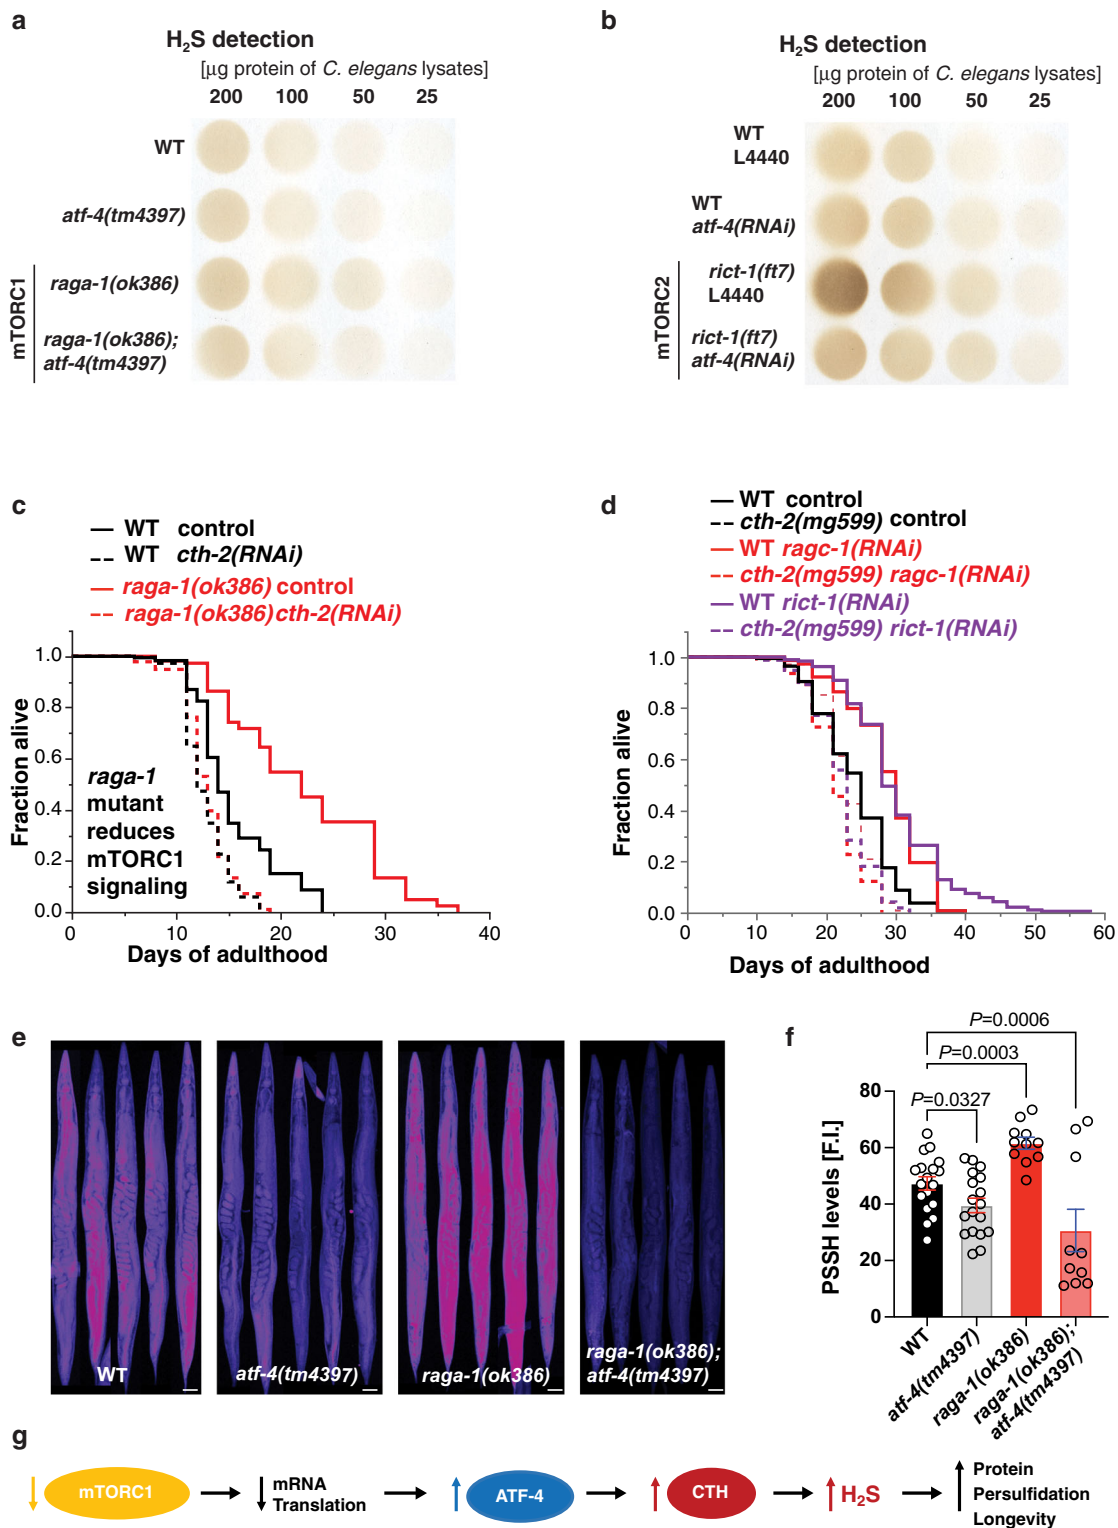 a
H₂S detection
[µg protein of C. elegans lysates]
200 100 50 25
WT
atf-4(tm4397)
mTORC1
raga-1(ok386)
raga-1(ok386);
atf-4(tm4397)
b
H₂S detection
[µg protein of C. elegans lysates]
200 100 50 25
WT
L4440
WT
atf-4(RNAi)
mTORC2
rict-1(ft7)
L4440
rict-1(ft7)
atf-4(RNAi)
c
WT control
WT cth-2(RNAi)
raga-1(ok386) control
raga-1(ok386)cth-2(RNAi)
Fraction alive
1.0
0.8
0.6
0.4
0.2
0.0
raga-1
mutant
reduces
mTORC1
signaling
0 10 20 30 40
Days of adulthood
d
WT control
cth-2(mg599) control
WT ragc-1(RNAi)
cth-2(mg599) ragc-1(RNAi)
WT rict-1(RNAi)
cth-2(mg599) rict-1(RNAi)
Fraction alive
1.0
0.8
0.6
0.4
0.2
0.0
0 10 20 30 40 50 60
Days of adulthood
e
WT
atf-4(tm4397)
raga-1(ok386)
raga-1(ok386);
atf-4(tm4397)
f
P=0.0006
P=0.0003
P=0.0327
PSSH levels [F.I.]
80
60
40
20
0
WT
atf-4(tm4397)
raga-1(ok386)
raga-1(ok386);
atf-4(tm4397)
g
mTORC1
mRNA
Translation
ATF-4
CTH
H₂S
Protein
Persulfidation
Longevity